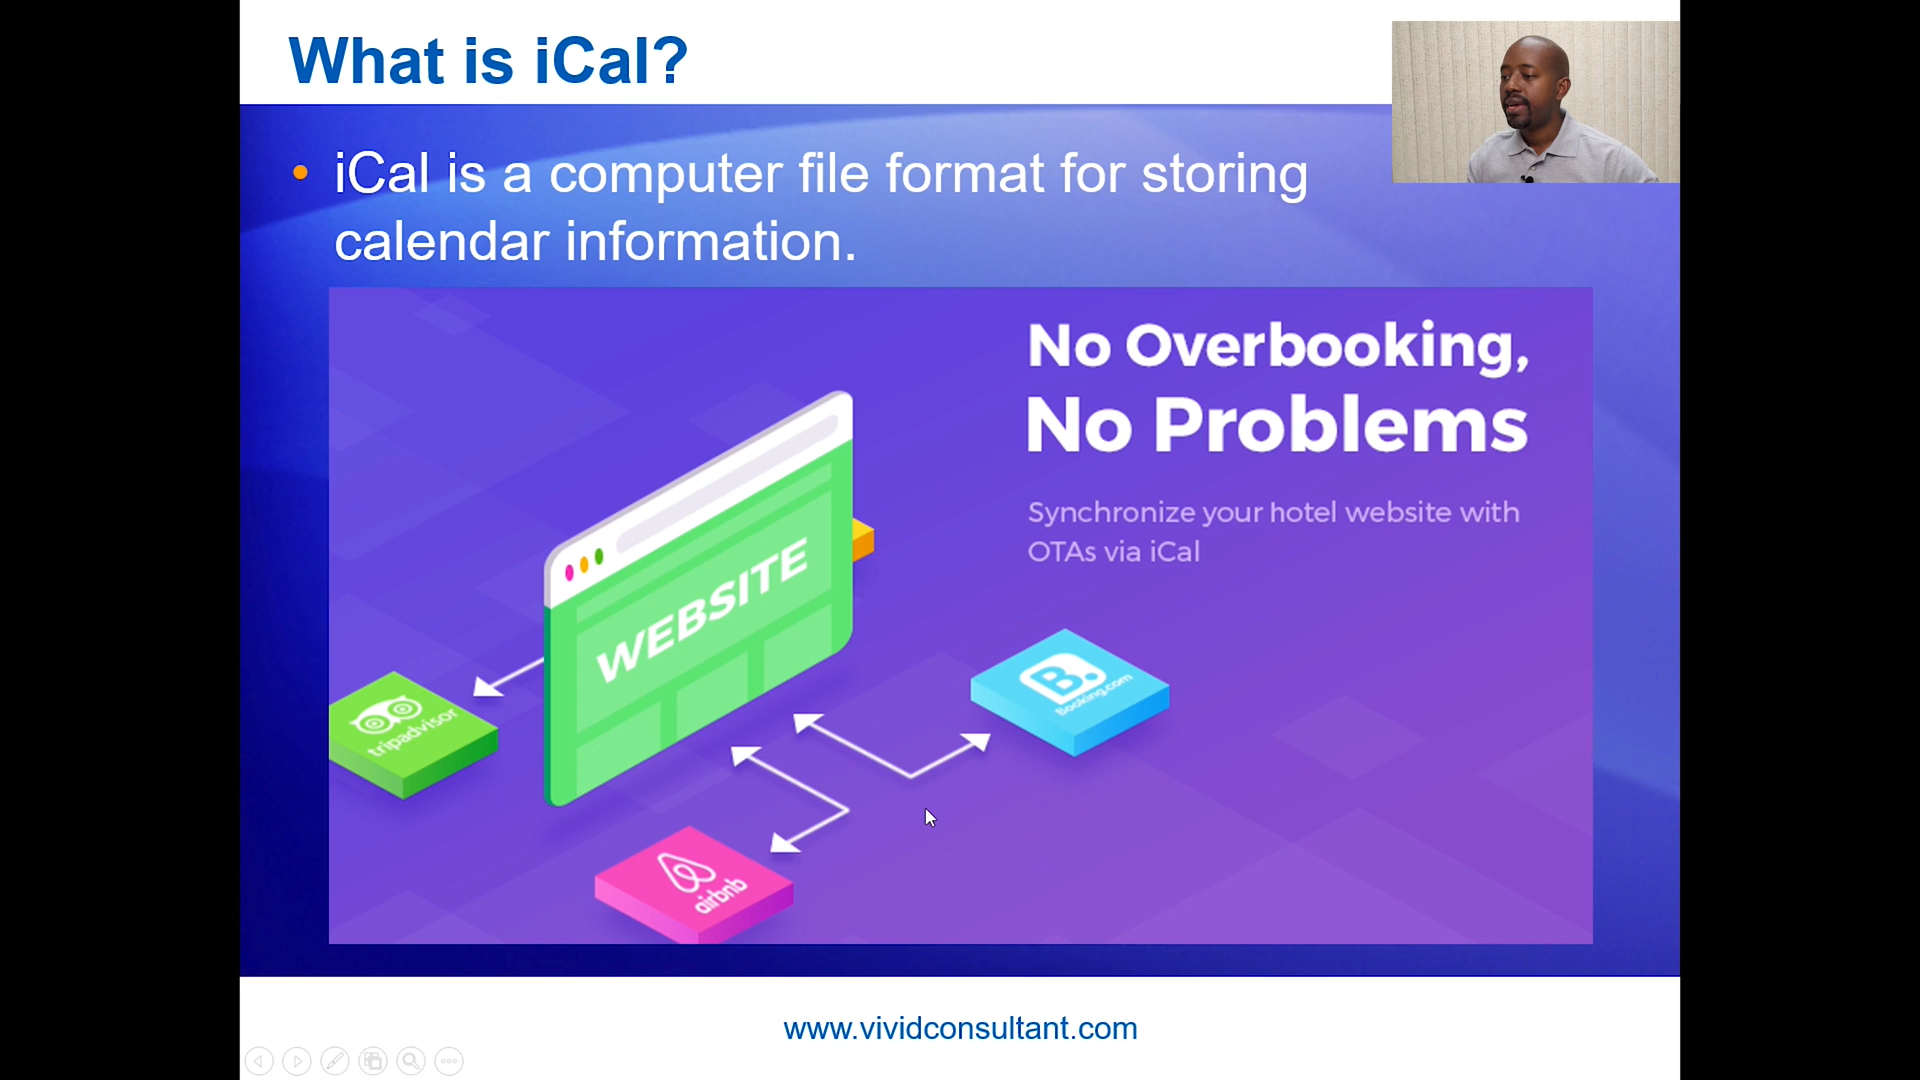 What is iCal?
• iCal is a computer file format for storing
calendar information.
No Overbooking,
No Problems
Synchronize your hotel website with
OTAs via iCal
WEBSITE
B.
Booking.com
tripadvisor
airbnb
www.vividconsultant.com